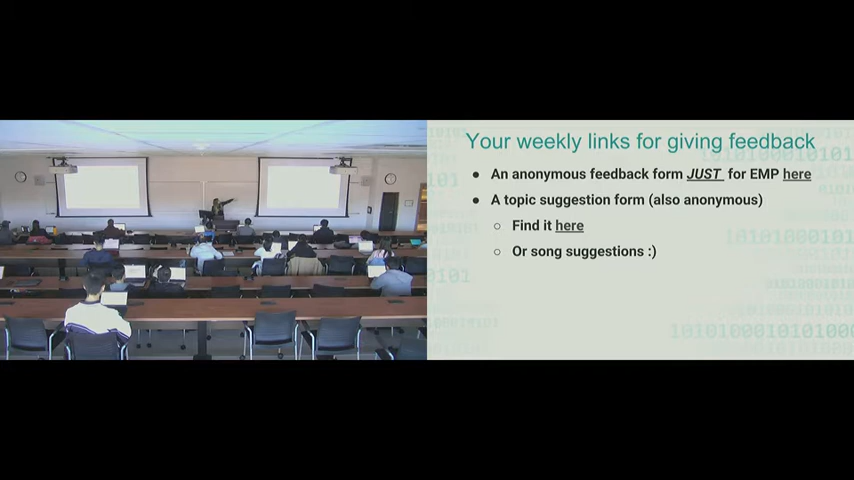 Your weekly links for giving feedback
● An anonymous feedback form JUST for EMP here
● A topic suggestion form (also anonymous)
○ Find it here
○ Or song suggestions :)